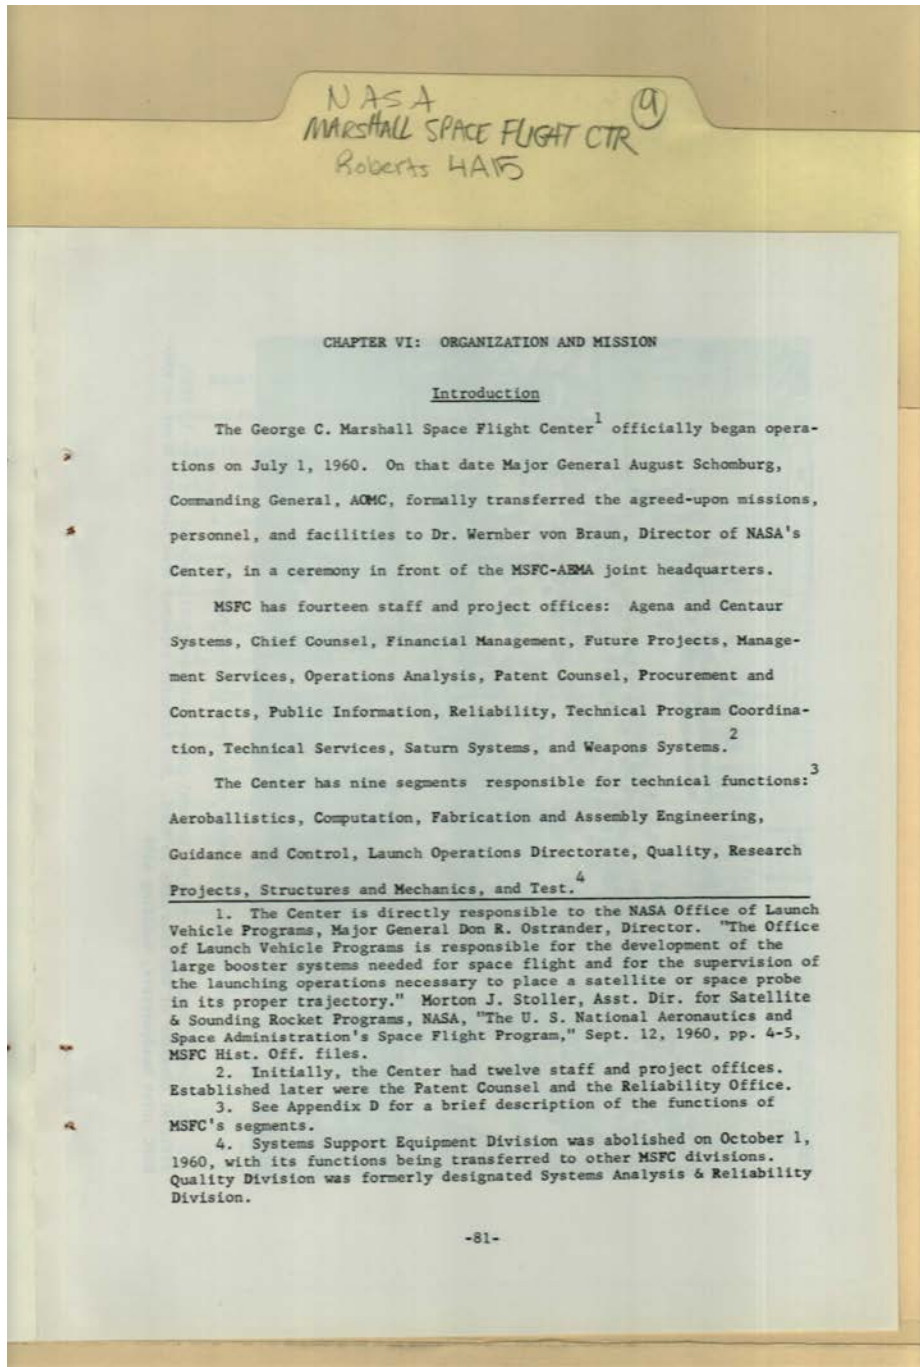 NASA
9
MARSHALL SPACE FLIGHT CTR
Roberts 4A15
CHAPTER VI: ORGANIZATION AND MISSION
Introduction
The George C. Marshall Space Flight Center1 officially began opera-
tions on July 1, 1960. On that date Major General August Schomburg,
Commanding General, AOMC, formally transferred the agreed-upon missions,
personnel, and facilities to Dr. Wernber von Braun, Director of NASA's
Center, in a ceremony in front of the MSFC-ABMA joint headquarters.
MSFC has fourteen staff and project offices: Agena and Centaur
Systems, Chief Counsel, Financial Management, Future Projects, Manage-
ment Services, Operations Analysis, Patent Counsel, Procurement and
Contracts, Public Information, Reliability, Technical Program Coordina-
tion, Technical Services, Saturn Systems, and Weapons Systems.2
The Center has nine segments responsible for technical functions:3
Aeroballistics, Computation, Fabrication and Assembly Engineering,
Guidance and Control, Launch Operations Directorate, Quality, Research
Projects, Structures and Mechanics, and Test.4
1. The Center is directly responsible to the NASA Office of Launch
Vehicle Programs, Major General Don R. Ostrander, Director. "The Office
of Launch Vehicle Programs is responsible for the development of the
large booster systems needed for space flight and for the supervision of
the launching operations necessary to place a satellite or space probe
in its proper trajectory." Morton J. Stoller, Asst. Dir. for Satellite
& Sounding Rocket Programs, NASA, "The U. S. National Aeronautics and
Space Administration's Space Flight Program," Sept. 12, 1960, pp. 4-5,
MSFC Hist. Off. files.
2. Initially, the Center had twelve staff and project offices.
Established later were the Patent Counsel and the Reliability Office.
3. See Appendix D for a brief description of the functions of
MSFC's segments.
4. Systems Support Equipment Division was abolished on October 1,
1960, with its functions being transferred to other MSFC divisions.
Quality Division was formerly designated Systems Analysis & Reliability
Division.
-81-